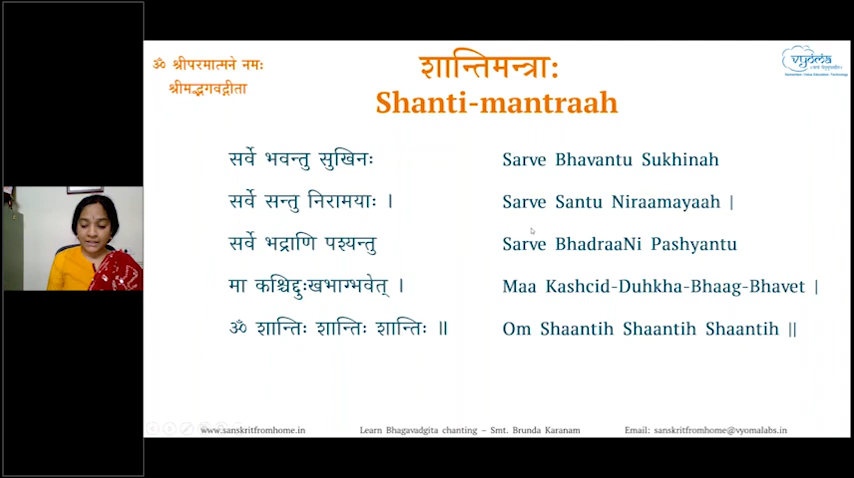 ॐ श्रीपरमात्मने नमः
श्रीमद्भगवद्गीता
शान्तिमन्त्राः
Shanti-mantraah
vyoma
सर्वे भवन्तु सुखिनः Sarve Bhavantu Sukhinah
सर्वे सन्तु निरामयाः । Sarve Santu Niraamayaah |
सर्वे भद्राणि पश्यन्तु Sarve BhadraaNi Pashyantu
मा कश्चिद्दुःखभाग्भवेत् । Maa Kashcid-Duhkha-Bhaag-Bhavet |
ॐ शान्तिः शान्तिः शान्तिः ॥ Om Shaantih Shaantih Shaantih ||
www.sanskritfromhome.in Learn Bhagavadgita chanting – Smt. Brunda Karanam Email: sanskritfromhome@vyomalabs.in